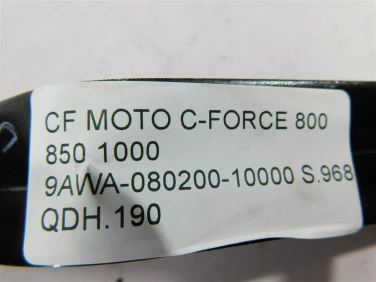 CF MOTO C-FORCE 800
850 1000
9AWA-080200-10000 S.968
QDH.190